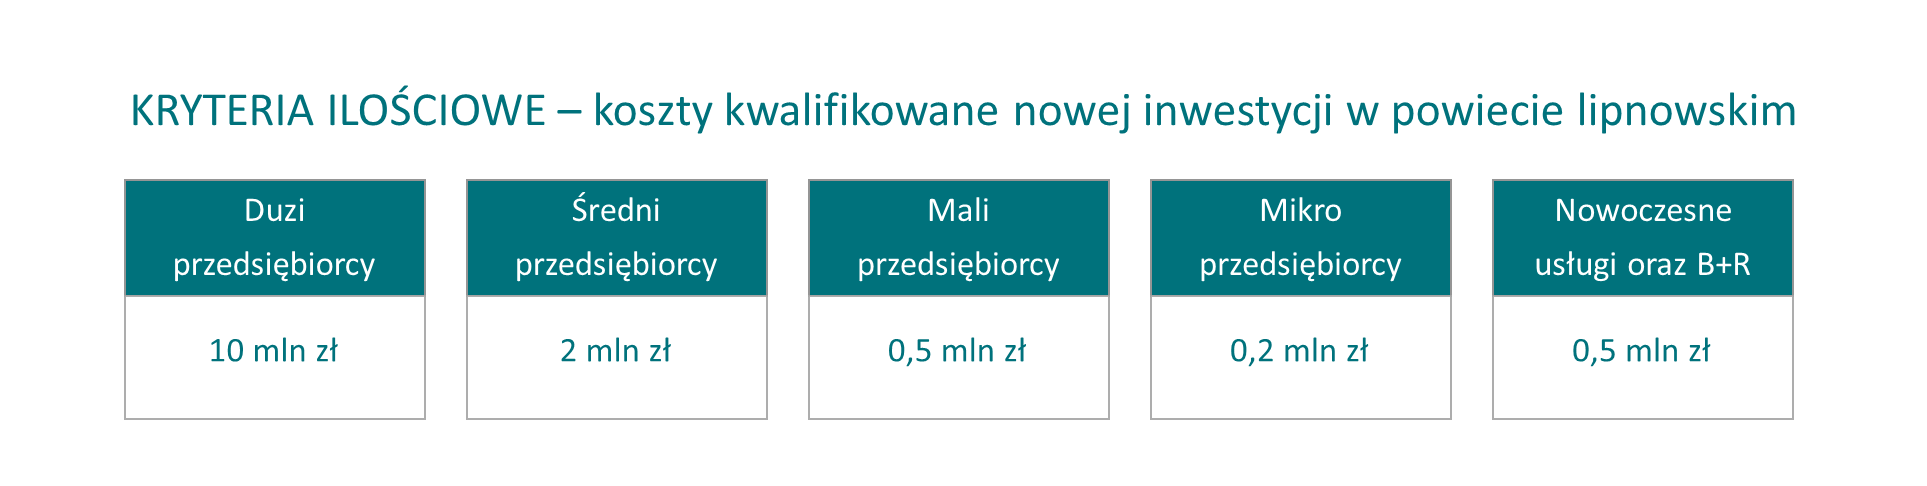 KRYTERIA ILOŚCIOWE – koszty kwalifikowane nowej inwestycji w powiecie lipnowskim
Duzi
przedsiębiorcy
10 mln zł
Średni
przedsiębiorcy
2 mln zł
Mali
przedsiębiorcy
0,5 mln zł
Mikro
przedsiębiorcy
0,2 mln zł
Nowoczesne
usługi oraz B+R
0,5 mln zł